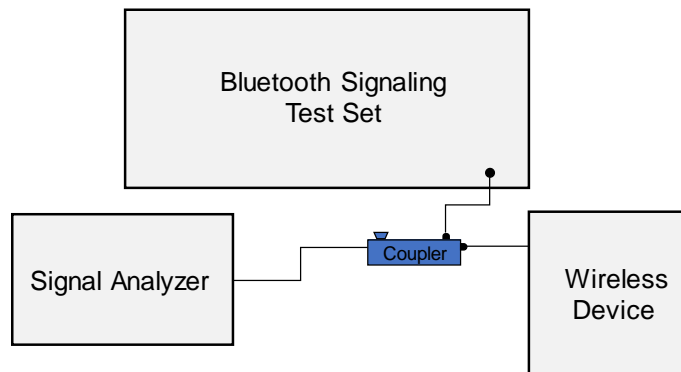 Bluetooth Signaling
Test Set
Signal Analyzer
Coupler
Wireless
Device